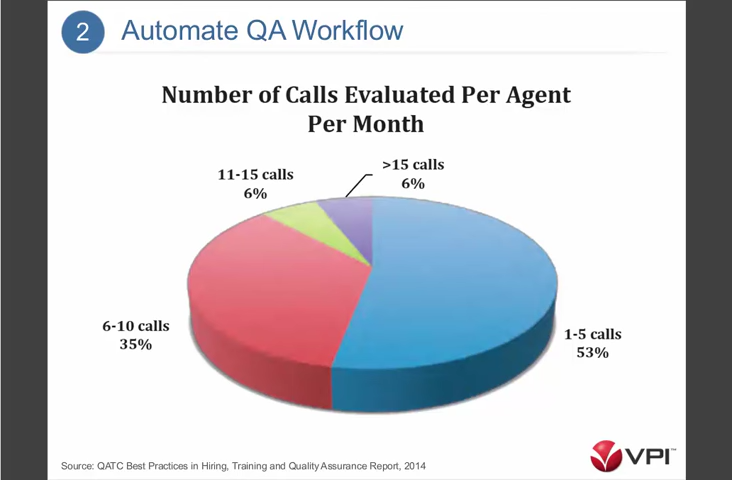 2
Automate QA Workflow
Number of Calls Evaluated Per Agent
Per Month
11-15 calls
6%
>15 calls
6%
6-10 calls
35%
1-5 calls
53%
Source: QATC Best Practices in Hiring, Training and Quality Assurance Report, 2014
VPI™